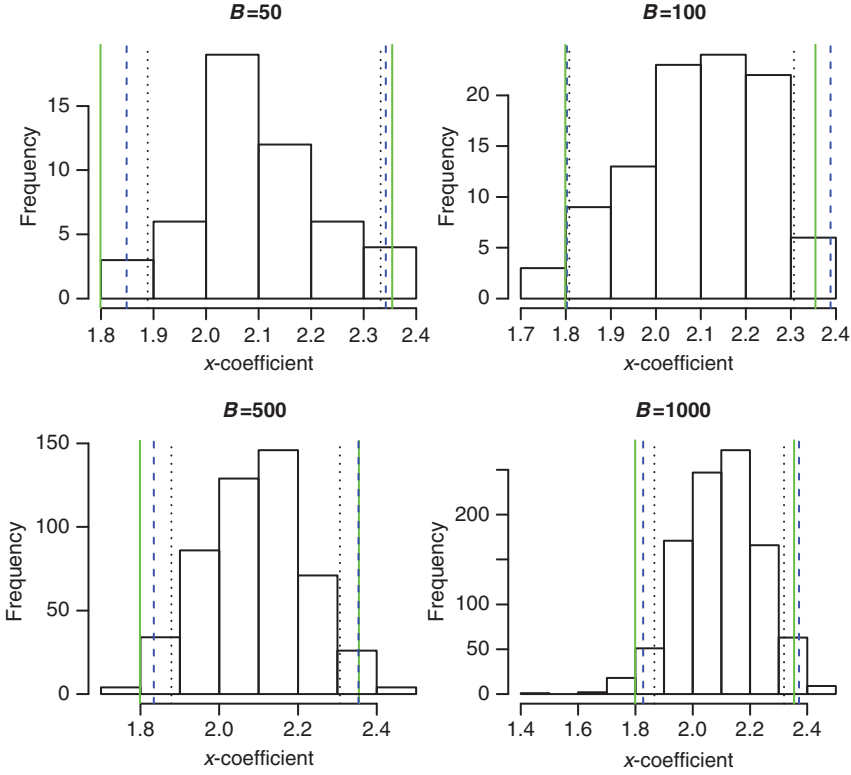 B=50
Frequency
15
10
5
0
1.8 1.9 2.0 2.1 2.2 2.3 2.4
x-coefficient
B=100
Frequency
20
15
10
5
0
1.7 1.8 1.9 2.0 2.1 2.2 2.3 2.4
x-coefficient
B=500
Frequency
150
100
50
0
1.8 2.0 2.2 2.4
x-coefficient
B=1000
Frequency
200
100
50
0
1.4 1.6 1.8 2.0 2.2 2.4
x-coefficient